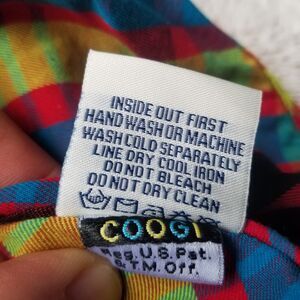 INSIDE OUT FIRST
HAND WASH OR MACHINE
WASH COLD SEPARATELY
LINE DRY COOL IRON
DO NOT BLEACH
DO NOT DRY CLEAN
COOGI
Reg. U.S. Pat.
& T.M. Off.